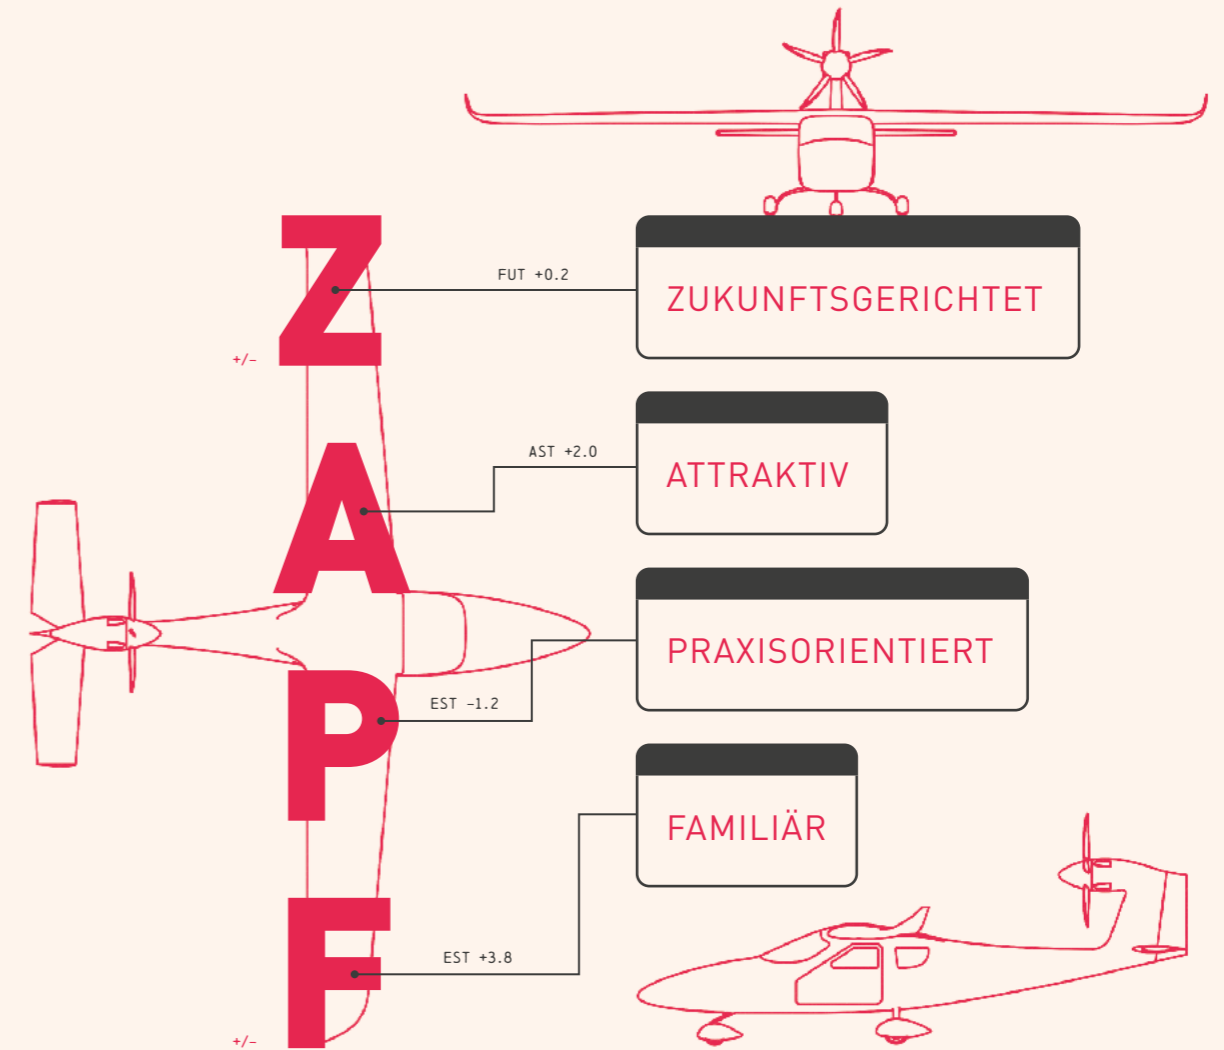 Z
FUT +0.2
ZUKUNFTSGERICHTET
+/-
A
AST +2.0
ATTRAKTIV
P
EST -1.2
PRAXISORIENTIERT
F
EST +3.8
FAMILIÄR
+/-